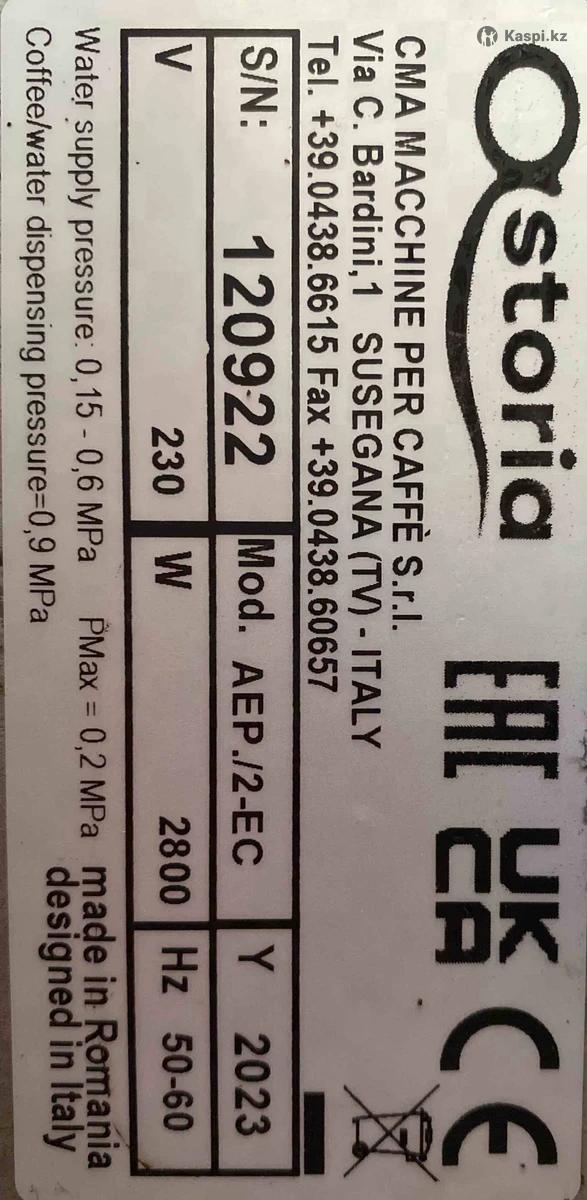 Kaspi.kz
astoria
EAC UK CA CE
CMA MACCHINE PER CAFFÈ S.r.l.
Via C. Bardini,1 SUSEGANA (TV) - ITALY
Tel. +39.0438.6615 Fax +39.0438.60657
S/N: 120922 Mod. AEP./2-EC Y 2023
V 230 W 2800 Hz 50-60
Water supply pressure: 0,15 - 0,6 MPa PMax = 0,2 MPa
Coffee/water dispensing pressure=0,9 MPa
made in Romania
designed in Italy